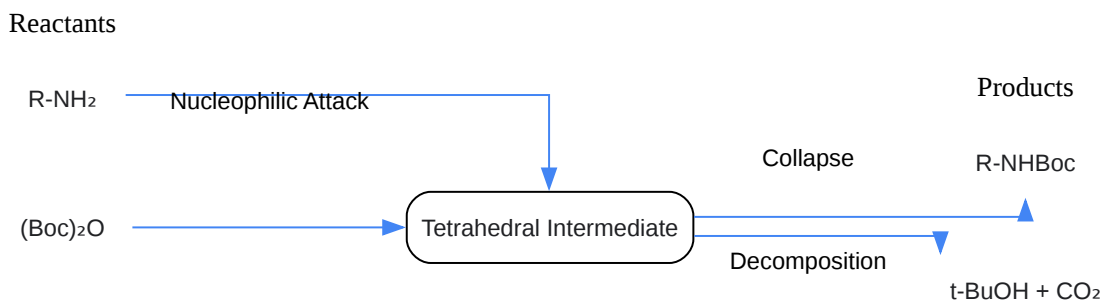 Reactants
R-NH₂
Nucleophilic Attack
(Boc)₂O
Tetrahedral Intermediate
Collapse
Decomposition
Products
R-NHBoc
t-BuOH + CO₂